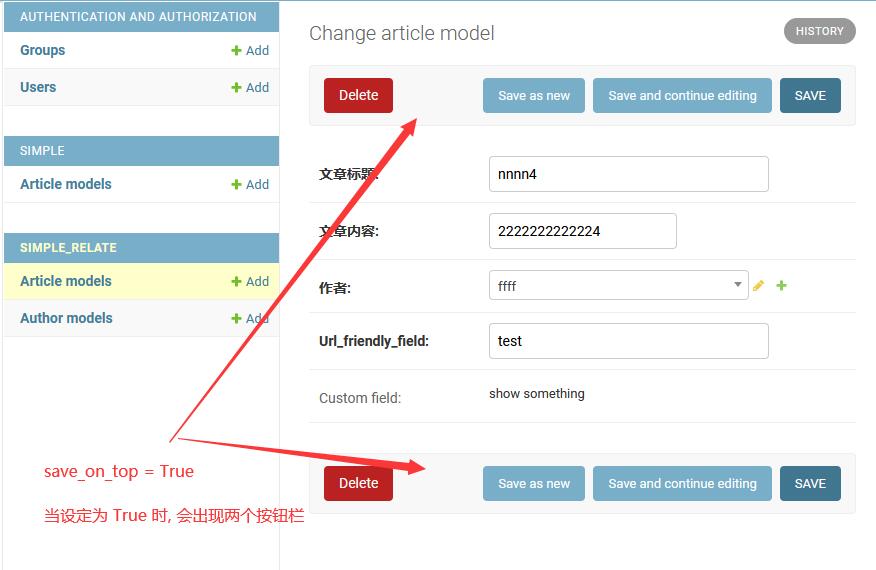 AUTHENTICATION AND AUTHORIZATION
Groups
Add
Users
Add
SIMPLE
Article models
Add
SIMPLE_RELATE
Article models
Add
Author models
Add
Change article model
HISTORY
Delete
Save as new
Save and continue editing
SAVE
文章标题:
nnnn4
文章内容:
2222222222224
作者:
ffff
Url_friendly_field:
test
Custom field:
show something
Delete
Save as new
Save and continue editing
SAVE
save_on_top = True
当设定为 True 时, 会出现两个按钮栏